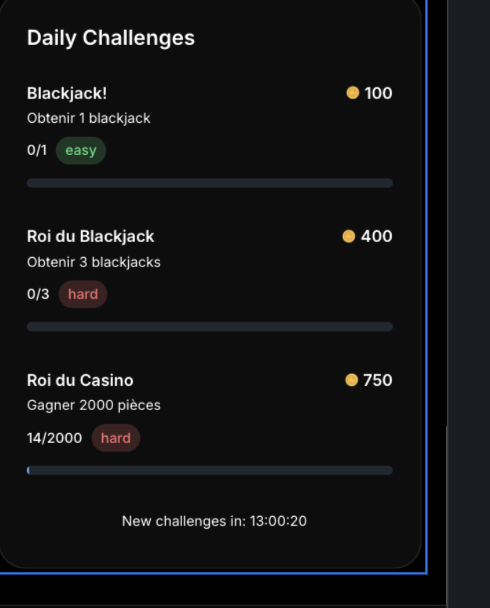 Daily Challenges
Blackjack! 100
Obtenir 1 blackjack
0/1 easy
Roi du Blackjack 400
Obtenir 3 blackjacks
0/3 hard
Roi du Casino 750
Gagner 2000 pièces
14/2000 hard
New challenges in: 13:00:20